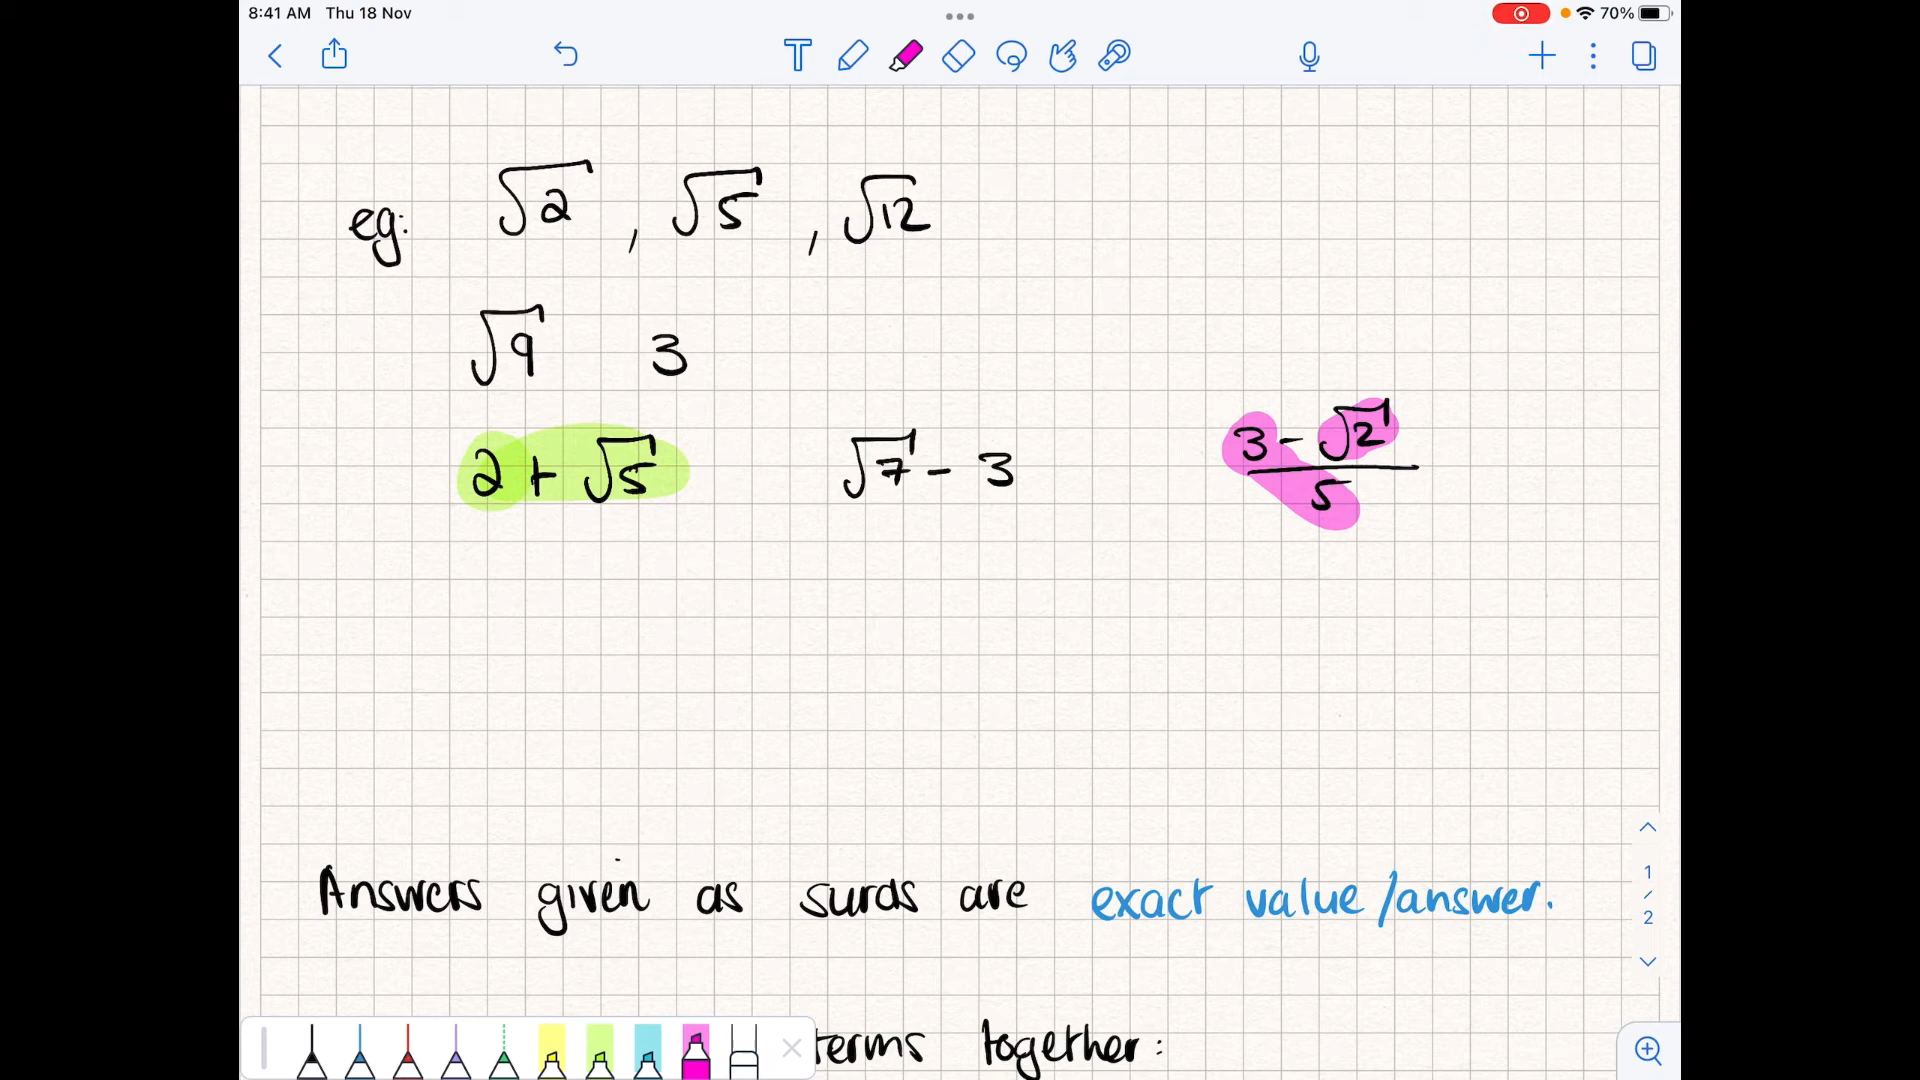 8:41 AM Thu 18 Nov 70%
eg: √2 , √5 , √12
√9 3
2 + √5 √7 - 3 (3 - √2)/5
Answers given as surds are exact value/answer.
1 / 2
terms together: